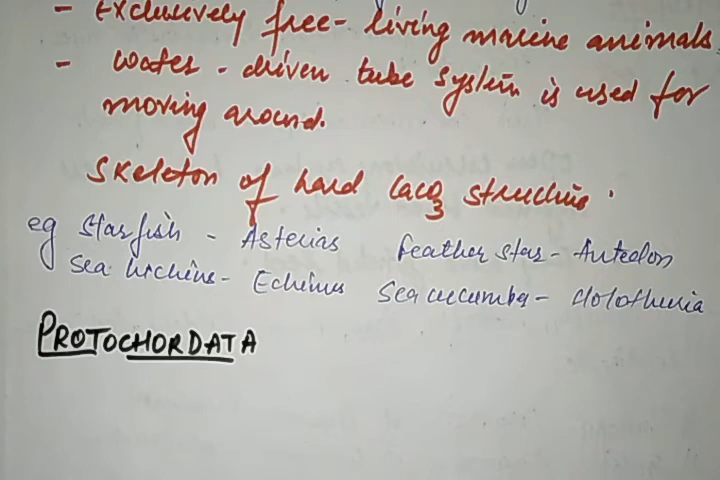 - Exclusively free-living marine animals
- water-driven tube system is used for
moving around.
Skeleton of hard CaCO3 structure.
eg Starfish - Asterias Feather star - Antedon
Sea Urchins - Echinus Sea cucumber - Holothuria
PROTOCHORDATA